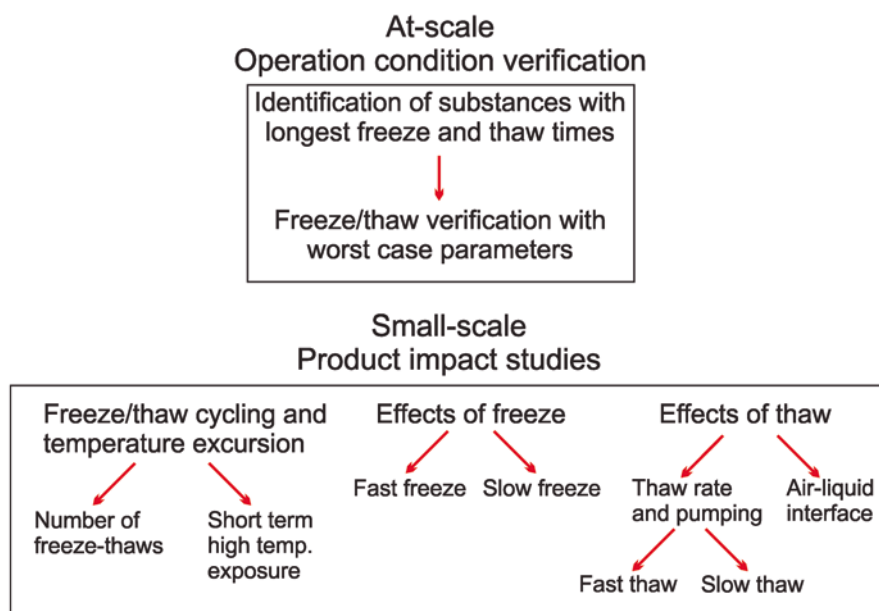 At-scale
Operation condition verification
Identification of substances with
longest freeze and thaw times
Freeze/thaw verification with
worst case parameters
Small-scale
Product impact studies
Freeze/thaw cycling and
temperature excursion
Number of
freeze-thaws
Short term
high temp.
exposure
Effects of freeze
Fast freeze
Slow freeze
Effects of thaw
Thaw rate
and pumping
Air-liquid
interface
Fast thaw
Slow thaw